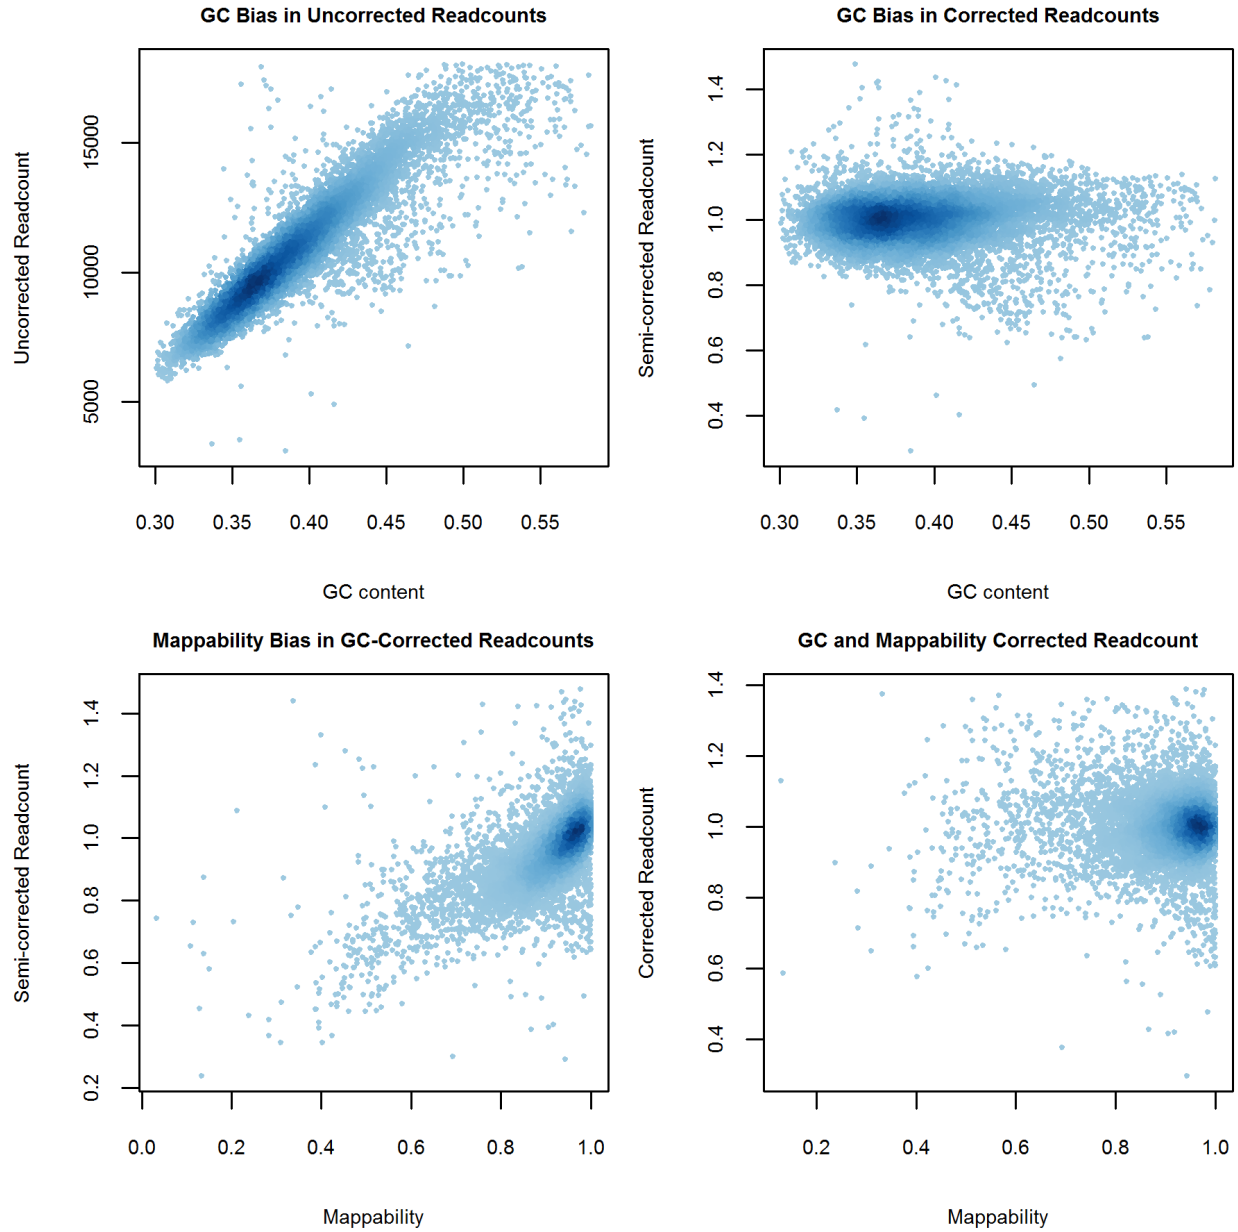 GC Bias in Uncorrected Readcounts
Uncorrected Readcount
15000
10000
5000
0.30 0.35 0.40 0.45 0.50 0.55
GC content
GC Bias in Corrected Readcounts
Semi-corrected Readcount
1.4
1.2
1.0
0.8
0.6
0.4
0.30 0.35 0.40 0.45 0.50 0.55
GC content
Mappability Bias in GC-Corrected Readcounts
Semi-corrected Readcount
1.4
1.2
1.0
0.8
0.6
0.4
0.2
0.0 0.2 0.4 0.6 0.8 1.0
Mappability
GC and Mappability Corrected Readcount
Corrected Readcount
1.4
1.2
1.0
0.8
0.6
0.4
0.2 0.4 0.6 0.8 1.0
Mappability